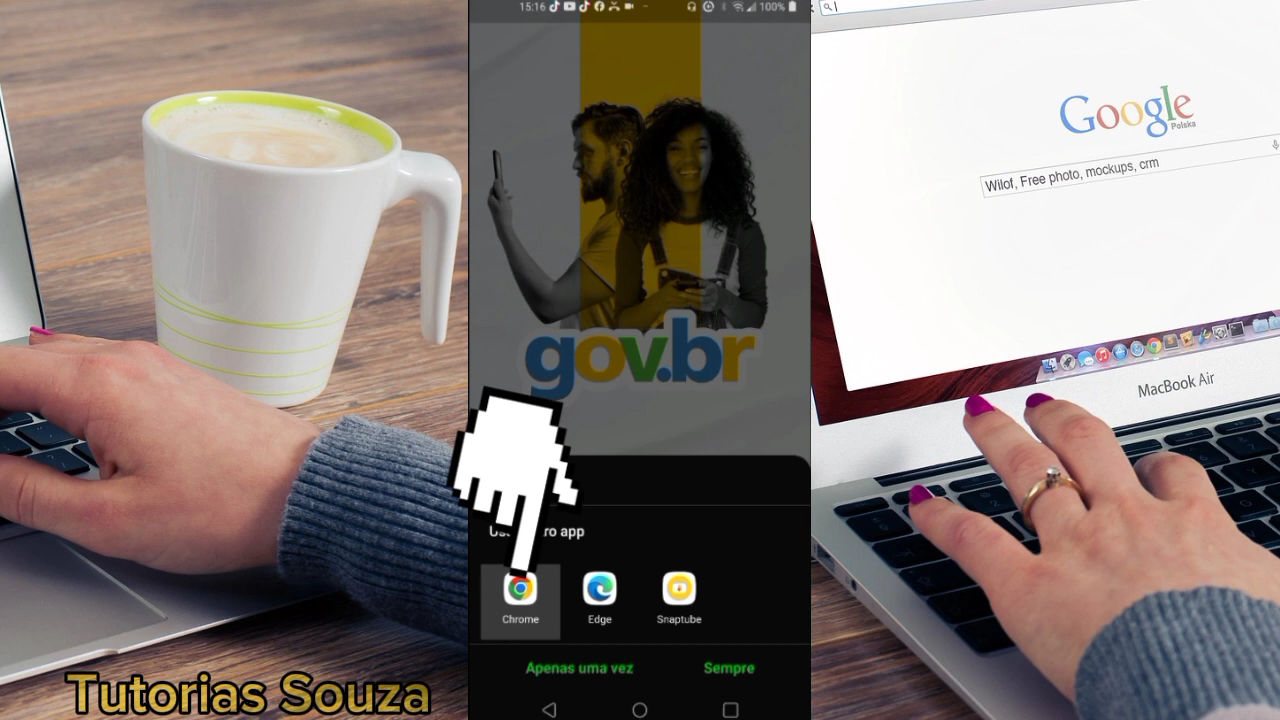 15:16
100%
gov.br
ro app
Chrome
Edge
Snaptube
Apenas uma vez
Sempre
Tutorias Souza
Google
Polska
Wilof, Free photo, mockups, crm
MacBook Air